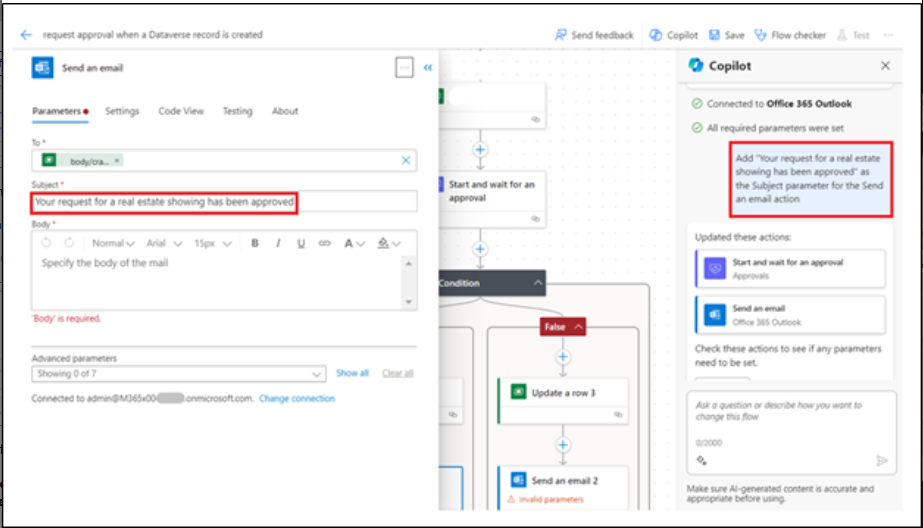 request approval when a Dataverse record is created
Send feedback
Copilot
Save
Flow checker
Test
Send an email
Parameters
Settings
Code View
Testing
About
To *
body/cra... ×
Subject *
Your request for a real estate showing has been approved
Body *
Normal
Arial
15px
B
I
U
A
Specify the body of the mail
'Body' is required.
Advanced parameters
Showing 0 of 7
Show all
Clear all
Connected to admin@M365x00 .onmicrosoft.com. Change connection
Start and wait for an
approval
Condition
False
Update a row 3
Send an email 2
invalid parameters
Copilot
Connected to Office 365 Outlook
All required parameters were set
Add "Your request for a real estate
showing has been approved" as
the Subject parameter for the Send
an email action
Updated these actions:
Start and wait for an approval
Approvals
Send an email
Office 365 Outlook
Check these actions to see if any parameters
need to be set.
Ask a question or describe how you want to
change this flow
0/2000
Make sure AI-generated content is accurate and
appropriate before using.